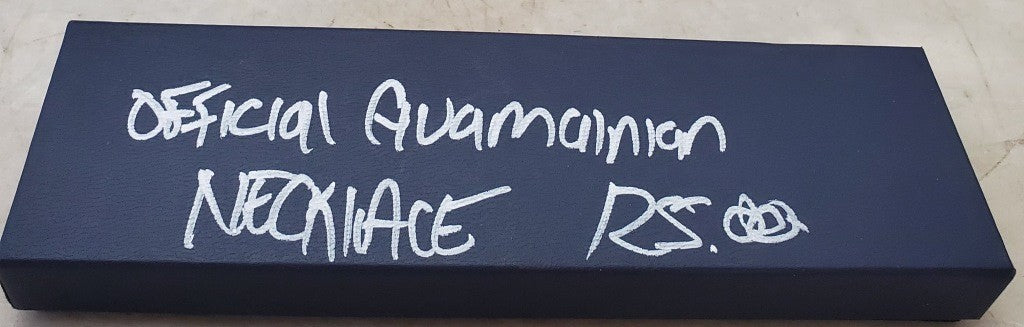 OFFICIAL AUAMAINIAN
NECKLACE RS.